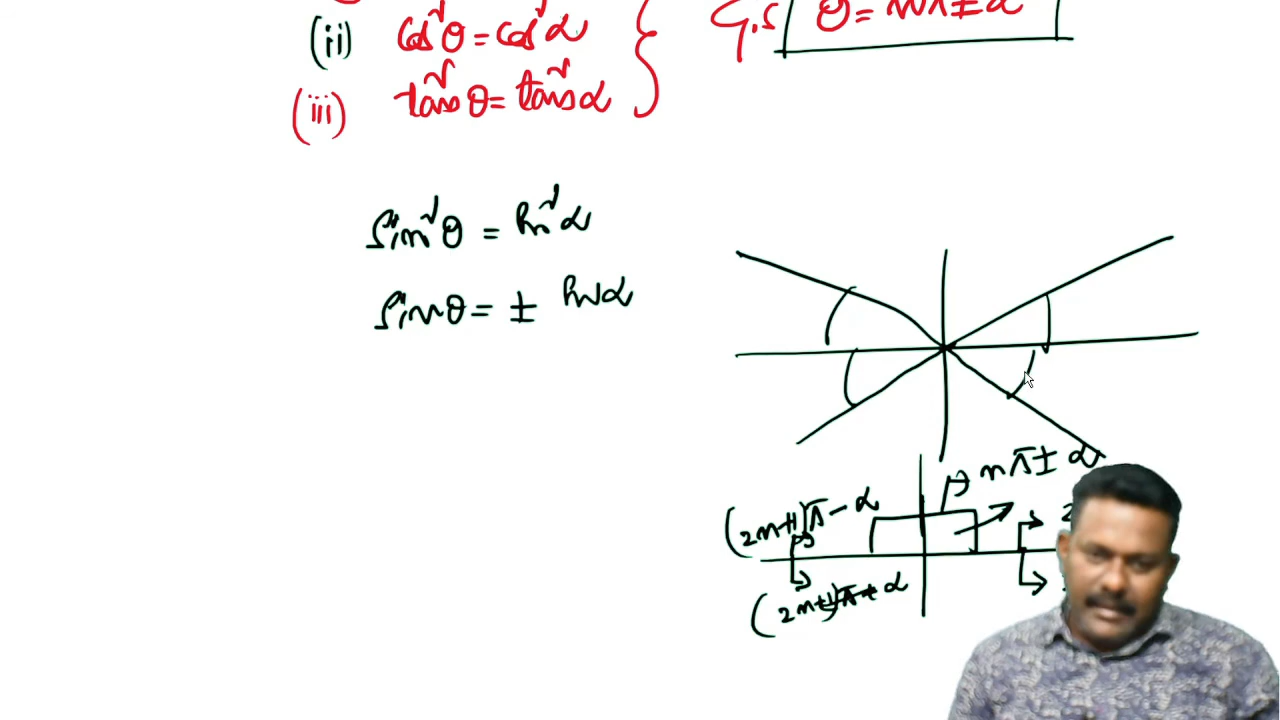 (ii) cos²θ = cos²α } G.S θ = nπ ± α
(iii) tan²θ = tan²α
sin²θ = sin²α
sinθ = ± sinα
nπ ± α
(2n+1)π - α
(2n+1)π + α